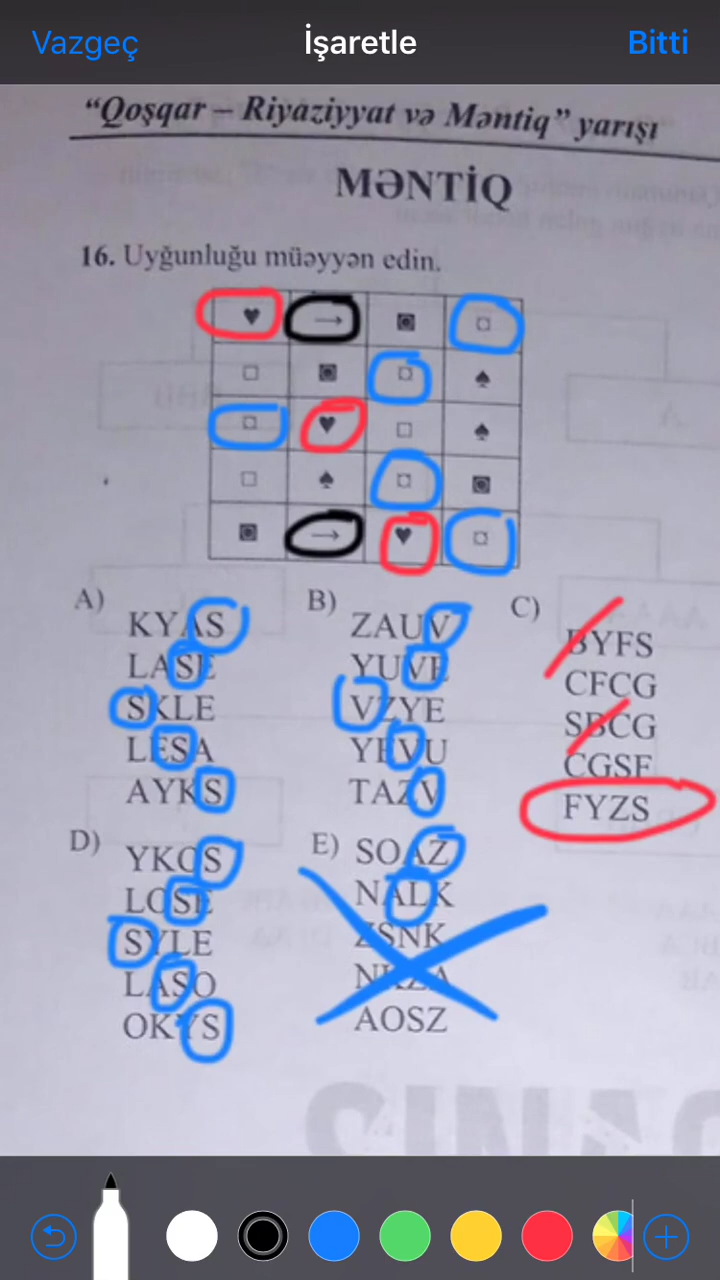 Vazgeç İşaretle Bitti
“Qoşqar – Riyaziyyat və Məntiq” yarışı
MƏNTİQ
16. Uyğunluğu müəyyən edin.
A)
KYAS
LASE
SKLE
LESA
AYKS
B)
ZAUV
YUVE
VZYE
YEVU
TAZV
C)
BYFS
CFCG
SBCG
CGSF
FYZS
D)
YKOS
LOSE
SYLE
LASO
OKYS
E)
SOAZ
NALK
ZSNK
NKZA
AOSZ